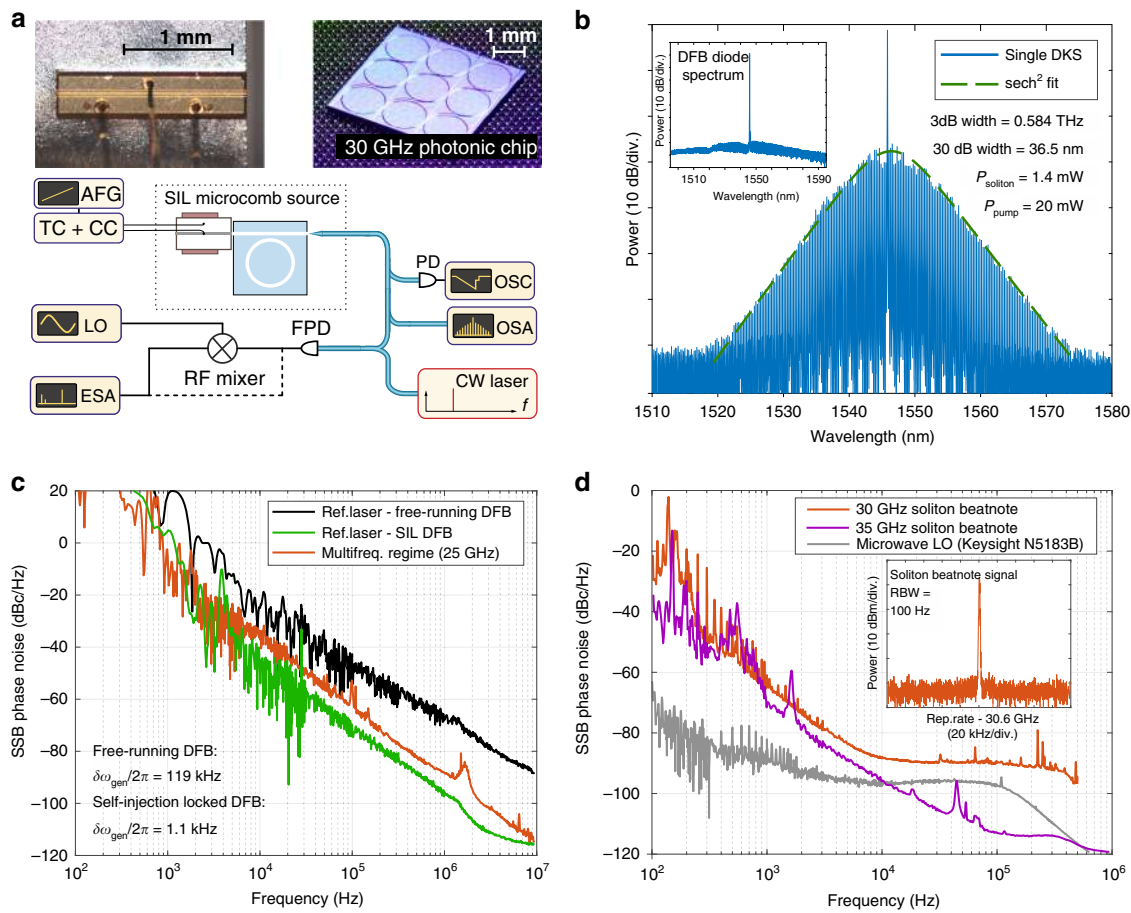 a
1 mm
1 mm
30 GHz photonic chip
AFG
TC + CC
SIL microcomb source
PD
OSC
OSA
LO
FPD
RF mixer
ESA
CW laser
f
b
DFB diode
spectrum
Power (10 dB/div.)
1510
1550
1590
Wavelength (nm)
Single DKS
sech² fit
3dB width = 0.584 THz
30 dB width = 36.5 nm
Psoliton = 1.4 mW
Ppump = 20 mW
Power (10 dB/div.)
1510
1520
1530
1540
1550
1560
1570
1580
Wavelength (nm)
c
20
0
−20
−40
−60
−80
−100
−120
SSB phase noise (dBc/Hz)
Ref.laser - free-running DFB
Ref.laser - SIL DFB
Multifreq. regime (25 GHz)
Free-running DFB:
δωgen/2π = 119 kHz
Self-injection locked DFB:
δωgen/2π = 1.1 kHz
10²
10³
10⁴
10⁵
10⁶
10⁷
Frequency (Hz)
d
0
−20
−40
−60
−80
−100
−120
SSB phase noise (dBc/Hz)
30 GHz soliton beatnote
35 GHz soliton beatnote
Microwave LO (Keysight N5183B)
Soliton beatnote signal
RBW =
100 Hz
Power (10 dBm/div.)
Rep.rate - 30.6 GHz
(20 kHz/div.)
10²
10³
10⁴
10⁵
10⁶
Frequency (Hz)